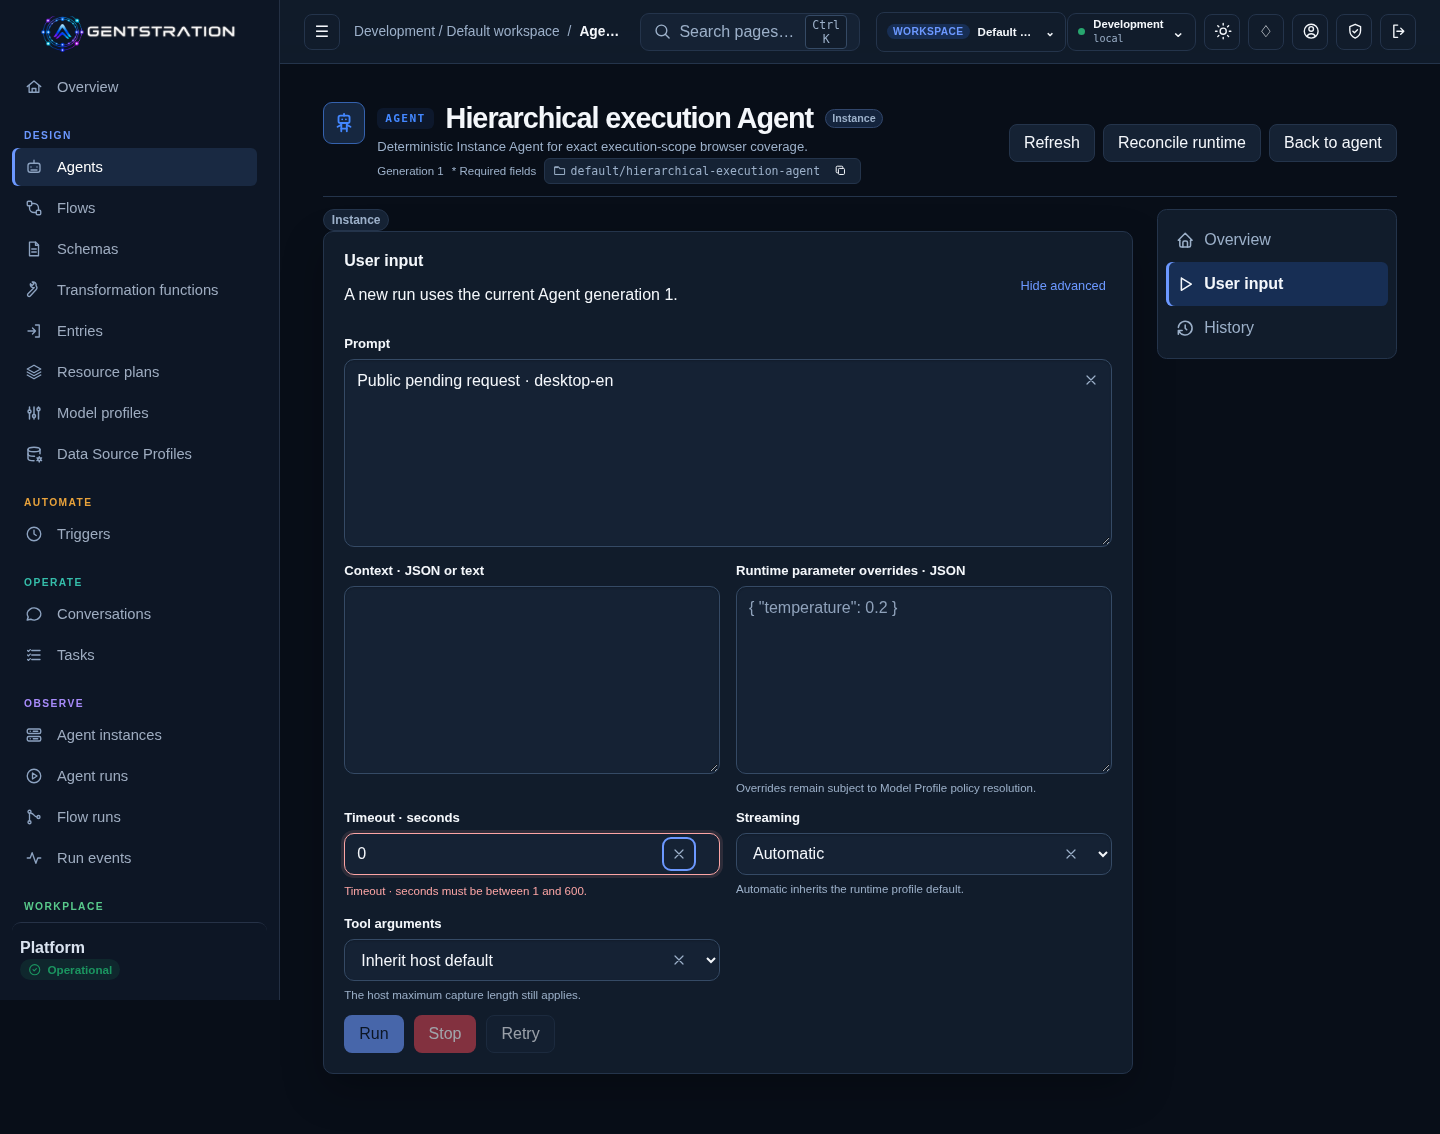 GENTSTRATION
☰
Development / Default workspace / Age...
Search pages...
Ctrl K
WORKSPACE
Default ...
Development
local
Overview
DESIGN
Agents
Flows
Schemas
Transformation functions
Entries
Resource plans
Model profiles
Data Source Profiles
AUTOMATE
Triggers
OPERATE
Conversations
Tasks
OBSERVE
Agent instances
Agent runs
Flow runs
Run events
WORKPLACE
Platform
Operational
AGENT
Hierarchical execution Agent
Instance
Deterministic Instance Agent for exact execution-scope browser coverage.
Generation 1 * Required fields default/hierarchical-execution-agent
Refresh
Reconcile runtime
Back to agent
Instance
User input
A new run uses the current Agent generation 1.
Hide advanced
Prompt
Public pending request · desktop-en
Context · JSON or text
Runtime parameter overrides · JSON
{ "temperature": 0.2 }
Overrides remain subject to Model Profile policy resolution.
Timeout · seconds
0
Timeout · seconds must be between 1 and 600.
Streaming
Automatic
Automatic inherits the runtime profile default.
Tool arguments
Inherit host default
The host maximum capture length still applies.
Run
Stop
Retry
Overview
User input
History